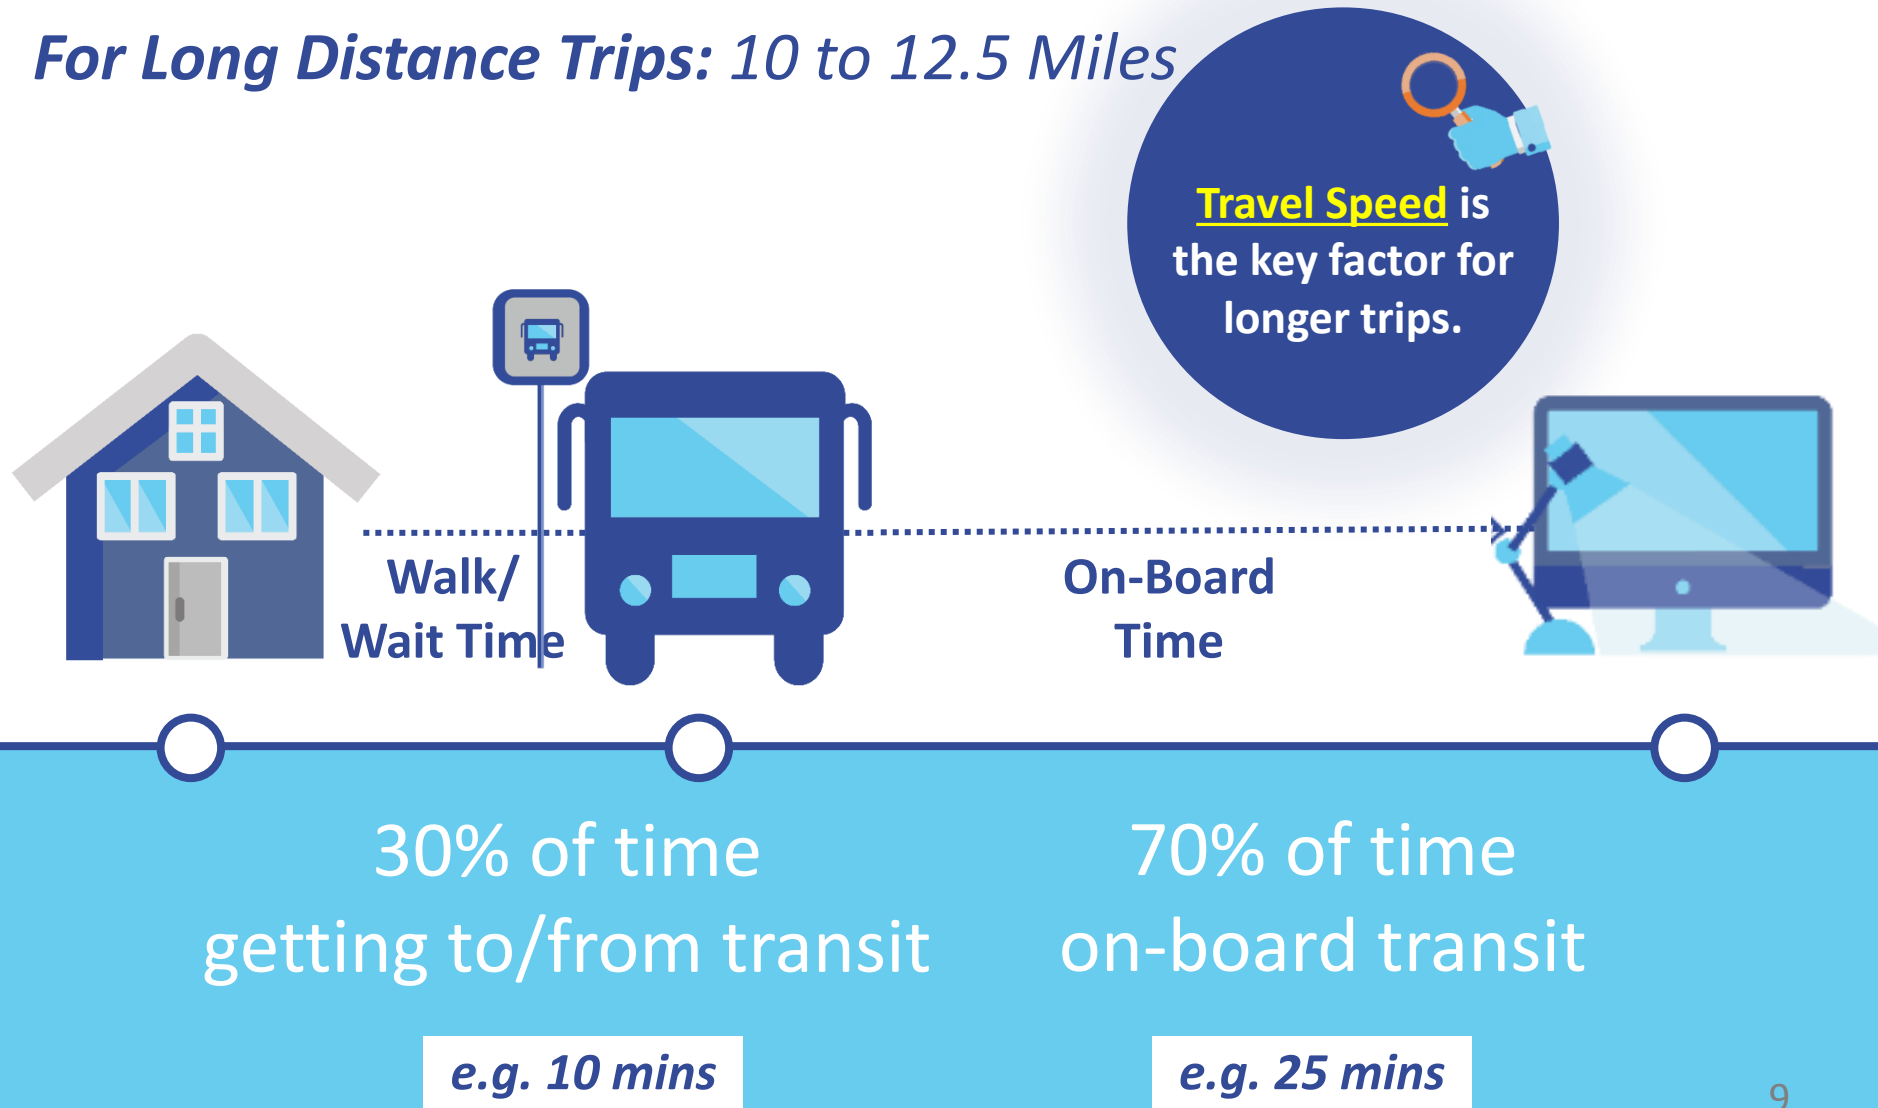 For Long Distance Trips: 10 to 12.5 Miles
Travel Speed is
the key factor for
longer trips.
Walk/
Wait Time
On-Board
Time
30% of time
getting to/from transit
e.g. 10 mins
70% of time
on-board transit
e.g. 25 mins
9